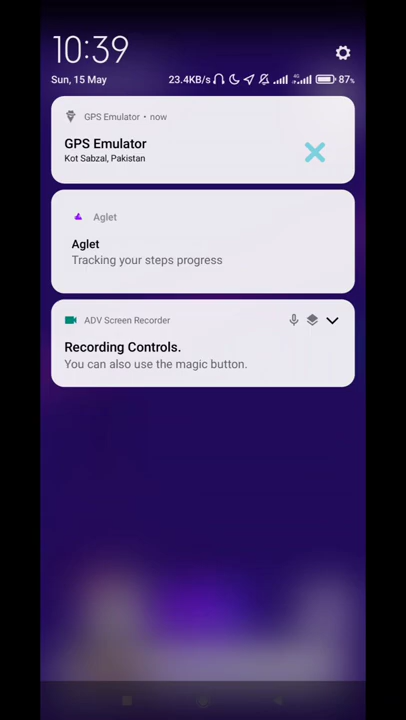 10:39
Sun, 15 May
23.4KB/s
4G
87%
GPS Emulator • now
GPS Emulator
Kot Sabzal, Pakistan
Aglet
Aglet
Tracking your steps progress
ADV Screen Recorder
Recording Controls.
You can also use the magic button.